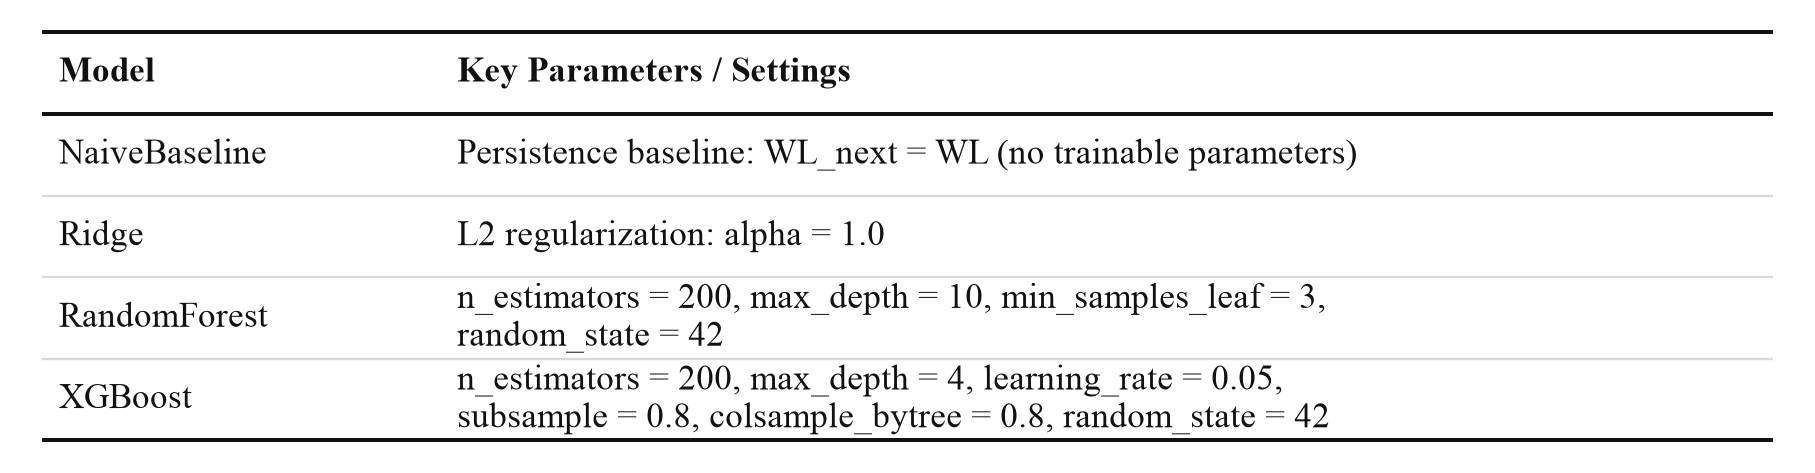 Model Key Parameters / Settings
NaiveBaseline Persistence baseline: WL_next = WL (no trainable parameters)
Ridge L2 regularization: alpha = 1.0
RandomForest n_estimators = 200, max_depth = 10, min_samples_leaf = 3,
random_state = 42
XGBoost n_estimators = 200, max_depth = 4, learning_rate = 0.05,
subsample = 0.8, colsample_bytree = 0.8, random_state = 42